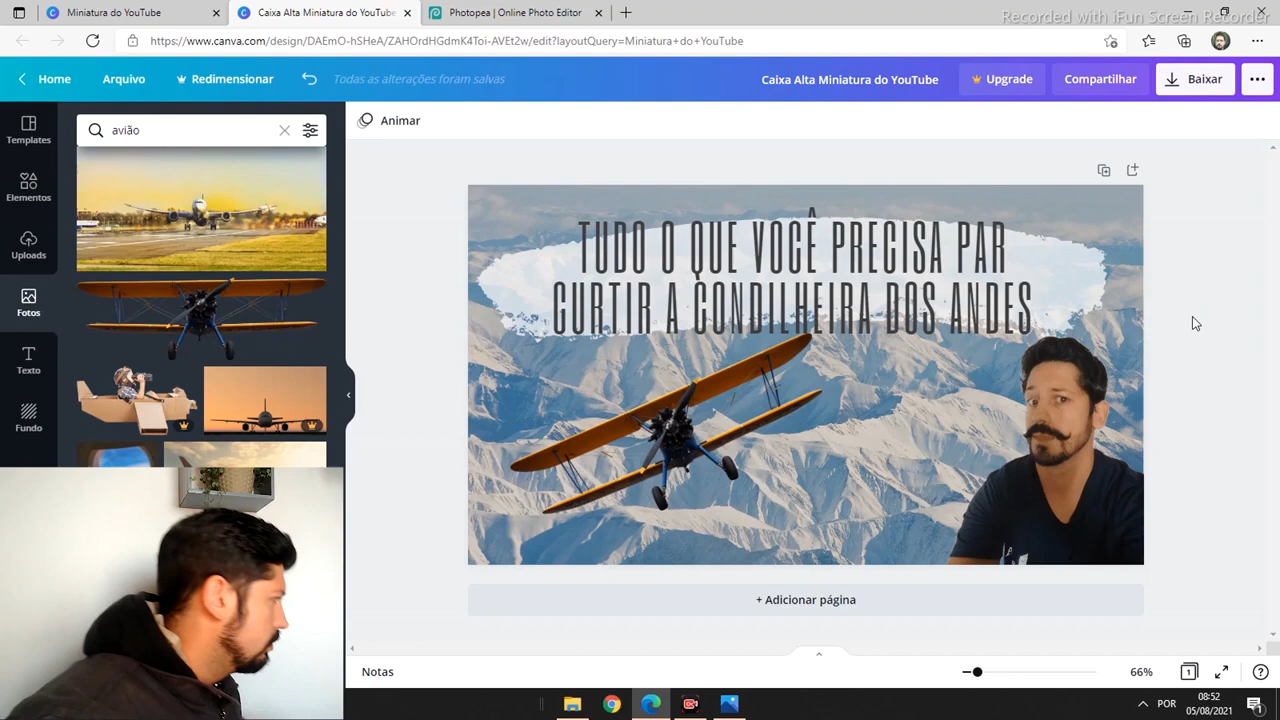 Recorded with iFun Screen Recorder
Miniatura do YouTube
Caixa Alta Miniatura do YouTube
Photopea | Online Photo Editor
https://www.canva.com/design/DAEmO-hSHeA/ZAHOrdHGdmK4Toi-AVEt2w/edit?layoutQuery=Miniatura+do+YouTube
Home
Arquivo
Redimensionar
Todas as alterações foram salvas
Caixa Alta Miniatura do YouTube
Upgrade
Compartilhar
Baixar
Templates
Elementos
Uploads
Fotos
Texto
Fundo
avião
Animar
TUDO O QUE VOCÊ PRECISA PAR
CURTIR A CONDILHEIRA DOS ANDES
+ Adicionar página
Notas
66%
1
POR
08:52
05/08/2021
1